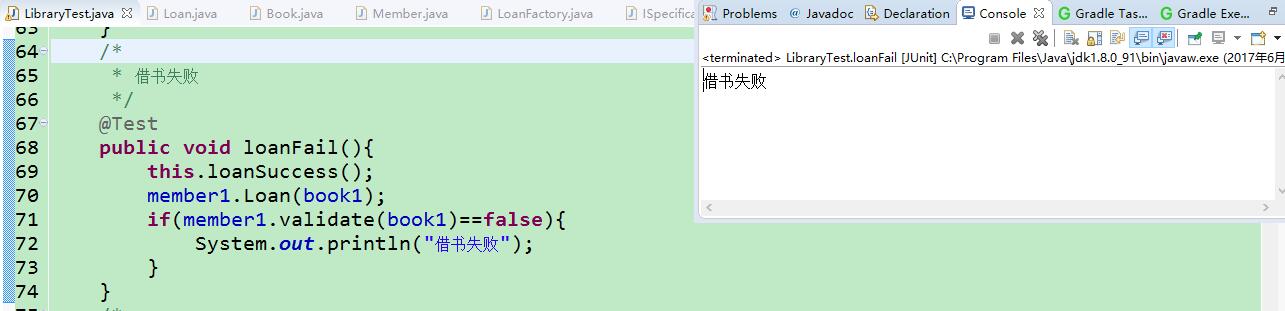 LibraryTest.java Loan.java Book.java Member.java LoanFactory.java ISpecifica
Problems @ Javadoc Declaration Console Gradle Tas... Gradle Exe...
<terminated> LibraryTest.loanFail [JUnit] C:\Program Files\Java\jdk1.8.0_91\bin\javaw.exe (2017年6月
借书失败
63 }
64 /*
65 * 借书失败
66 */
67 @Test
68 public void loanFail(){
69 this.loanSuccess();
70 member1.Loan(book1);
71 if(member1.validate(book1)==false){
72 System.out.println("借书失败");
73 }
74 }
/*